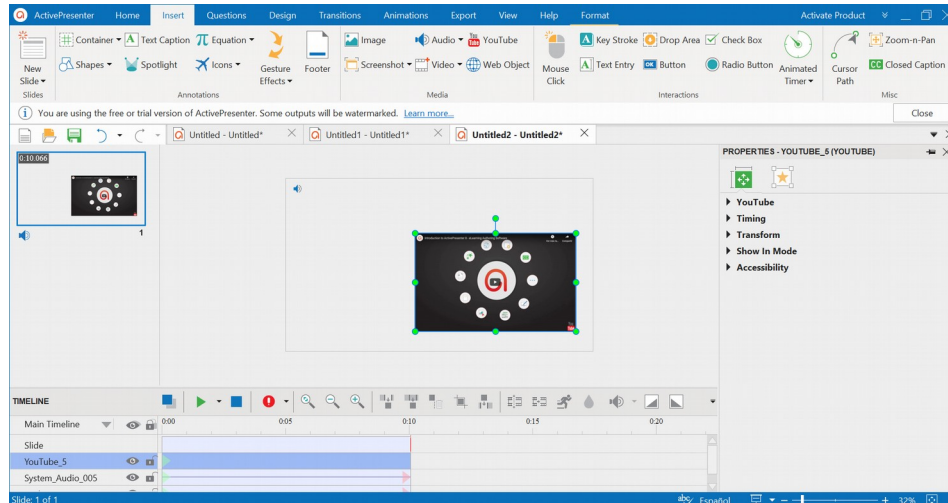 ActivePresenter Home Insert Questions Design Transitions Animations Export View Help Format Activate Product
Container Text Caption Equation Image Audio YouTube Key Stroke Drop Area Check Box Zoom-n-Pan
Shapes Spotlight Icons Screenshot Video Web Object Text Entry OK Button Radio Button CC Closed Caption
New Slide Gesture Effects Footer Mouse Click Animated Timer Cursor Path
Slides Annotations Media Interactions Misc
You are using the free or trial version of ActivePresenter. Some outputs will be watermarked. Learn more... Close
Untitled - Untitled* Untitled1 - Untitled1* Untitled2 - Untitled2*
PROPERTIES - YOUTUBE_5 (YOUTUBE)
0:10.066
1
YouTube
Timing
Transform
Show In Mode
Accessibility
TIMELINE
Main Timeline 0:00 0:05 0:10 0:15 0:20
Slide
YouTube_5
System_Audio_005
Slide: 1 of 1 abc Español 32%